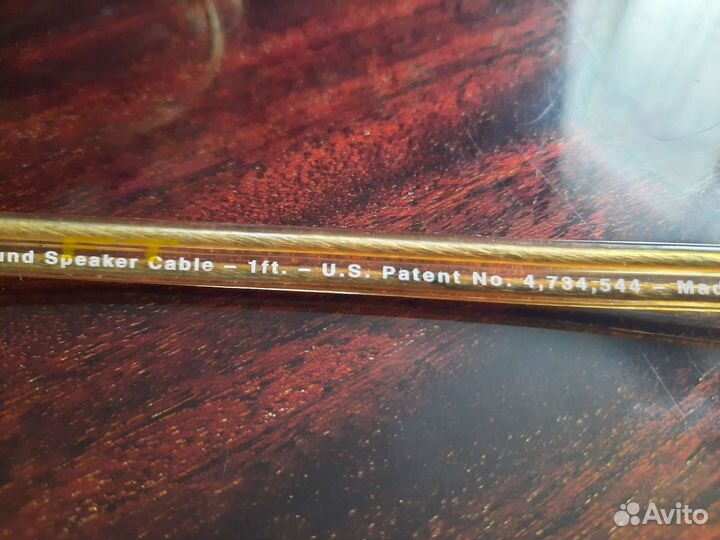 und Speaker Cable – 1ft. – U.S. Patent No. 4,734,544 – Mad
Avito